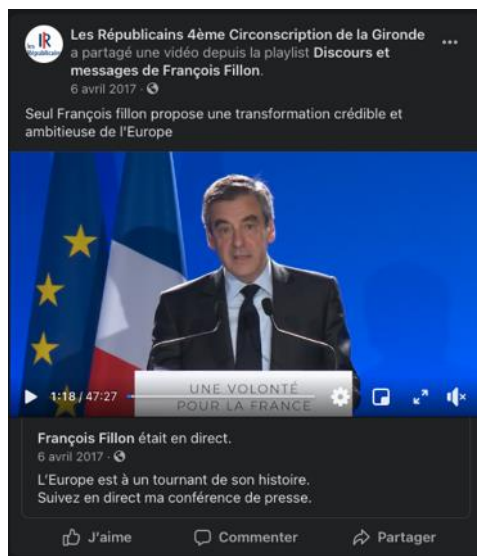 les Républicains
Les Républicains 4ème Circonscription de la Gironde
a partagé une vidéo depuis la playlist Discours et
messages de François Fillon.
6 avril 2017 ·
Seul François fillon propose une transformation crédible et
ambitieuse de l'Europe
1:18 / 47:27
UNE VOLONTÉ
POUR LA FRANCE
François Fillon était en direct.
6 avril 2017 ·
L'Europe est à un tournant de son histoire.
Suivez en direct ma conférence de presse.
J'aime
Commenter
Partager